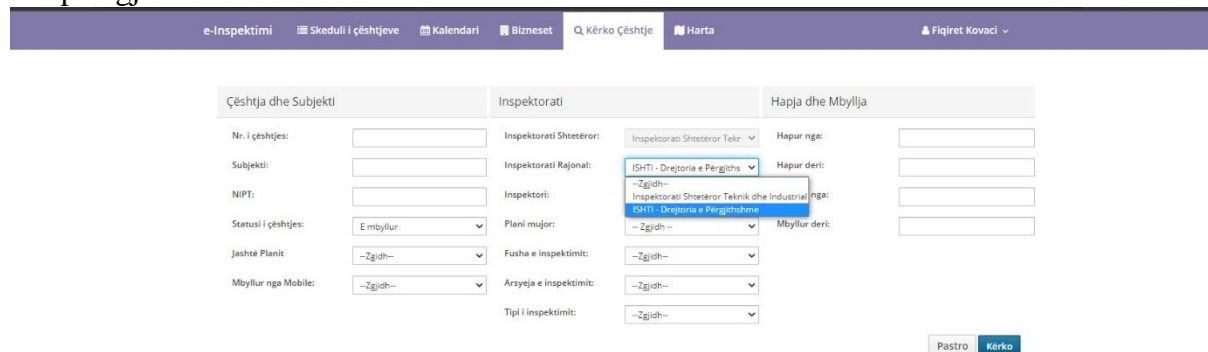 e-Inspektimi Skeduli i çështjeve Kalendari Bizneset Kërko Çështje Harta Fiqiret Kovaci
Çështja dhe Subjekti Inspektorati Hapja dhe Mbyllja
Nr. i çështjes: Inspektorati Shtetëror: Inspektorati Shtetëror Tekr Hapur nga:
Subjekti: Inspektorati Rajonal: ISHTI - Drejtoria e Përgjiths Hapur deri:
--Zgjidh--
NIPT: Inspektori: Inspektorati Shtetëror Teknik dhe Industrial nga:
ISHTI - Drejtoria e Përgjithshme
Statusi i çështjes: E mbyllur Plani mujor: -- Zgjidh -- Mbyllur deri:
Jashtë Planit --Zgjidh-- Fusha e inspektimit: --Zgjidh--
Mbyllur nga Mobile: --Zgjidh-- Arsyeja e inspektimit: --Zgjidh--
Tipi i inspektimit: --Zgjidh--
Pastro Kërko